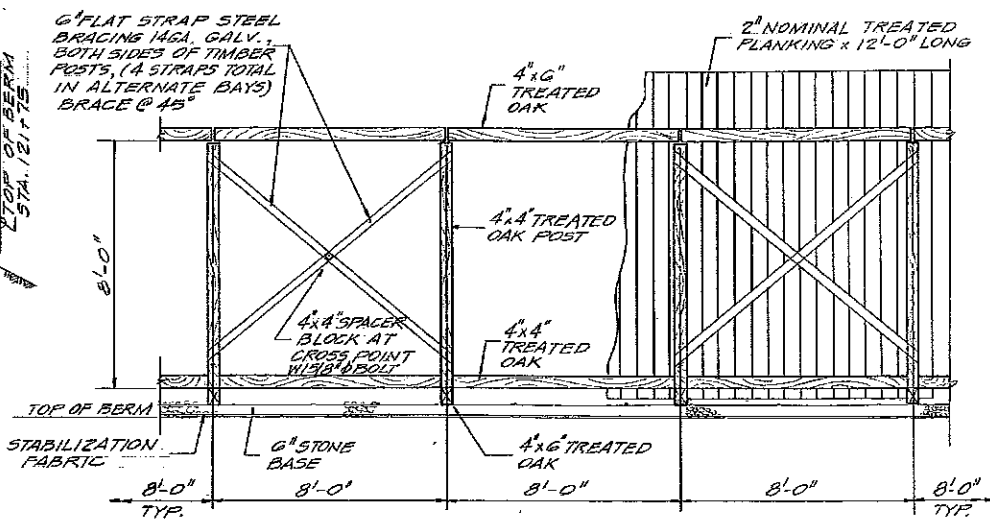 6" FLAT STRAP STEEL
BRACING 14GA. GALV.,
BOTH SIDES OF TIMBER
POSTS, (4 STRAPS TOTAL
IN ALTERNATE BAYS)
BRACE @ 45°
2" NOMINAL TREATED
PLANKING x 12'-0" LONG
TOP OF BERM
STA. 121+75
4"x6"
TREATED
OAK
8'-0"
4"x4" TREATED
OAK POST
4"x4" SPACER
BLOCK AT
CROSS POINT
W/5/8"ϕ BOLT
4"x4"
TREATED
OAK
TOP OF BERM
STABILIZATION
FABRIC
6" STONE
BASE
4"x6" TREATED
OAK
8'-0"
TYP.
8'-0"
8'-0"
8'-0"
8'-0"
TYP.